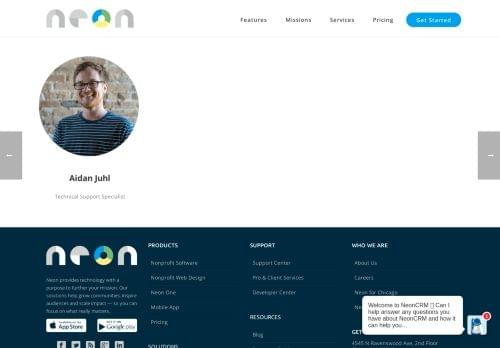 neon
Features Missions Services Pricing Get Started
←
→
Aidan Juhl
Technical Support Specialist
neon
Neon provides technology with a
purpose to further your mission. Our
solutions help grow communities, inspire
audiences and scale impact — so you
can focus on what really matters.
App Store
Google play
PRODUCTS
Nonprofit Software
Nonprofit Web Design
Neon One
Mobile App
Pricing
SOLUTIONS
SUPPORT
Support Center
Pro & Client Services
Developer Center
RESOURCES
Blog
WHO WE ARE
About Us
Careers
Neon for Chicago
4545 N Ravenswood Ave, 2nd Floor
Welcome to NeonCRM Can I
help answer any questions you
have about NeonCRM and how it
can help you...
1